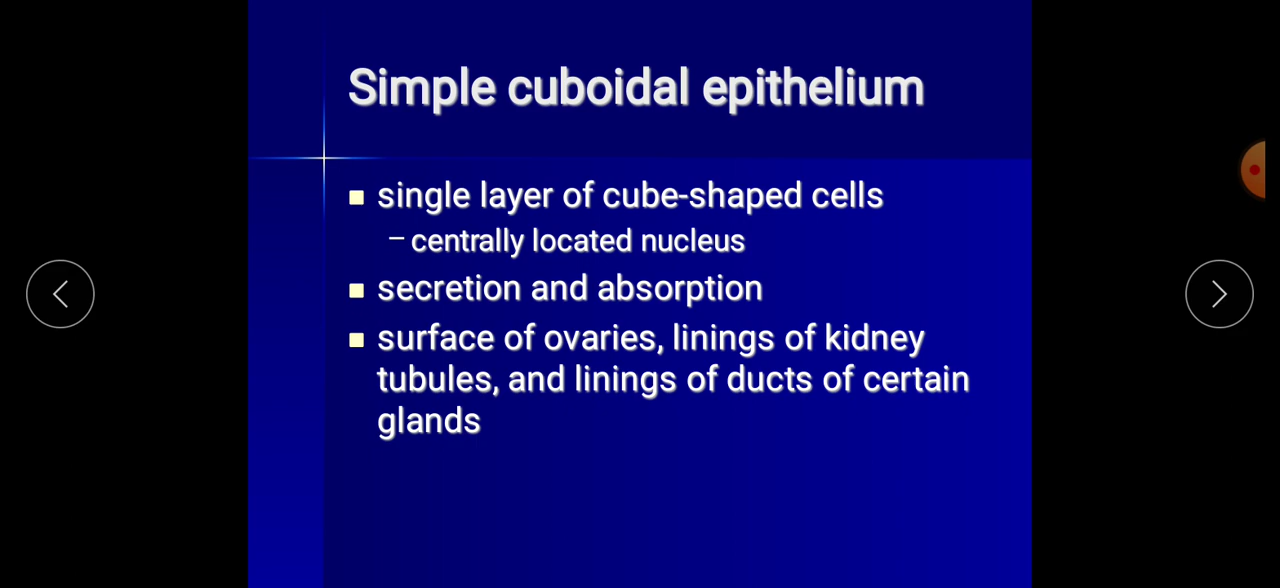 Simple cuboidal epithelium
■ single layer of cube-shaped cells
– centrally located nucleus
■ secretion and absorption
■ surface of ovaries, linings of kidney
tubules, and linings of ducts of certain
glands